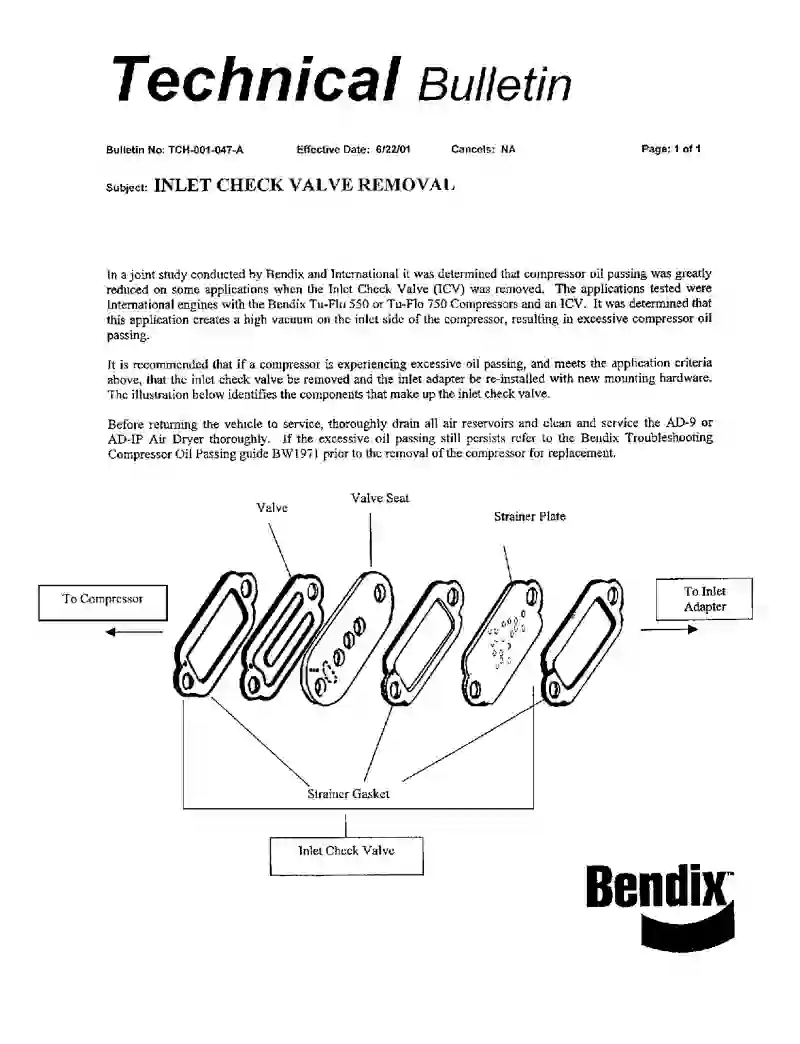 Technical Bulletin
Bulletin No: TCH-001-047-A Effective Date: 6/22/01 Cancels: NA Page: 1 of 1
Subject: INLET CHECK VALVE REMOVAL
In a joint study conducted by Bendix and International it was determined that compressor oil passing was greatly
reduced on some applications when the Inlet Check Valve (ICV) was removed. The applications tested were
International engines with the Bendix Tu-Flu 550 or Tu-Flo 750 Compressors and an ICV. It was determined that
this application creates a high vacuum on the inlet side of the compressor, resulting in excessive compressor oil
passing.
It is recommended that if a compressor is experiencing excessive oil passing, and meets the application criteria
above, that the inlet check valve be removed and the inlet adapter be re-installed with new mounting hardware.
The illustration below identifies the components that make up the inlet check valve.
Before returning the vehicle to service, thoroughly drain all air reservoirs and clean and service the AD-9 or
AD-IP Air Dryer thoroughly. If the excessive oil passing still persists refer to the Bendix Troubleshooting
Compressor Oil Passing guide BW1971 prior to the removal of the compressor for replacement.
Valve
Valve Seat
Strainer Plate
To Compressor
To Inlet
Adapter
Strainer Gasket
Inlet Check Valve
Bendix™